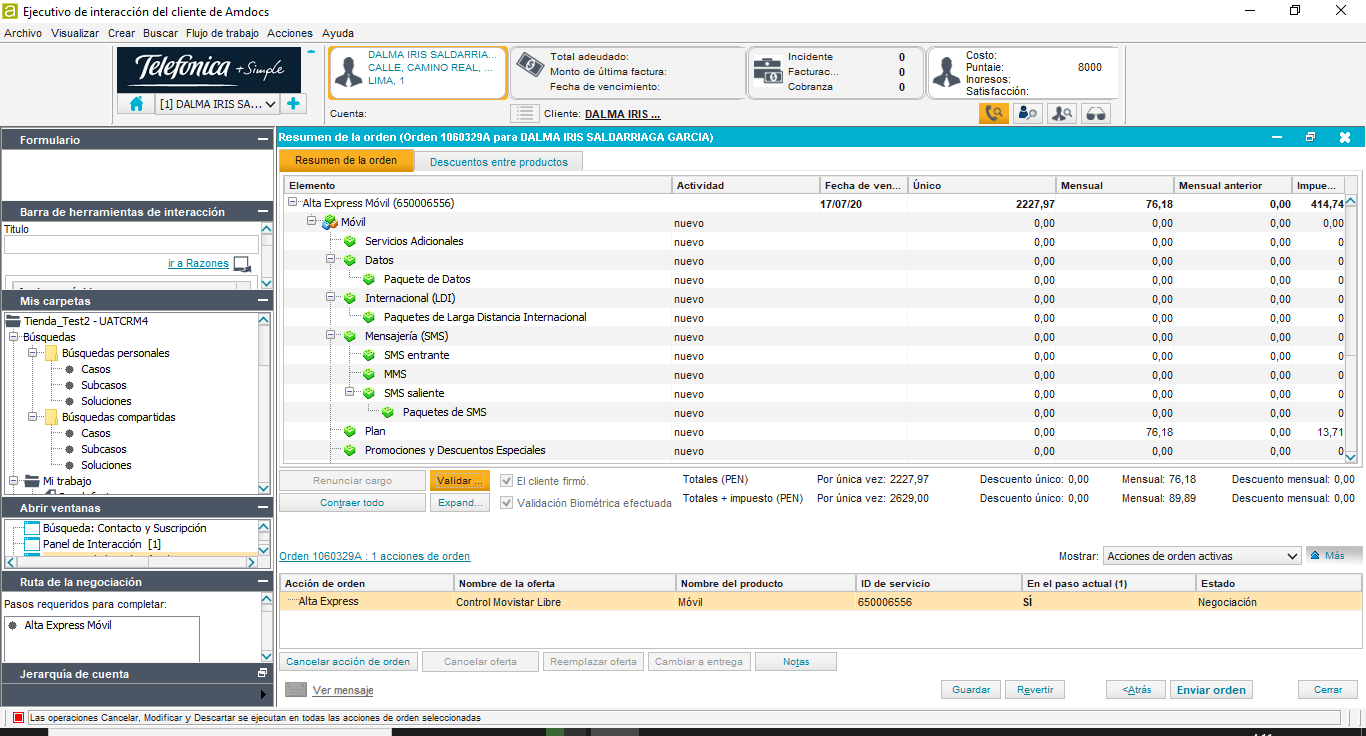 a Ejecutivo de interacción del cliente de Amdocs
Archivo Visualizar Crear Buscar Flujo de trabajo Acciones Ayuda
Telefónica +Simple
[1] DALMA IRIS SA...
DALMA IRIS SALDARRIA...
CALLE, CAMINO REAL, ...
LIMA, 1
Total adeudado:
Monto de última factura:
Fecha de vencimiento:
Incidente 0
Facturac... 0
Cobranza 0
Costo:
Puntaie: 8000
Ingresos:
Satisfacción:
Cuenta:
Cliente: DALMA IRIS ...
Formulario
Barra de herramientas de interacción
Titulo
ir a Razones
Mis carpetas
Tienda_Test2 - UATCRM4
Búsquedas
Búsquedas personales
Casos
Subcasos
Soluciones
Búsquedas compartidas
Casos
Subcasos
Soluciones
Mi trabajo
Abrir ventanas
Búsqueda: Contacto y Suscripción
Panel de Interacción [1]
Ruta de la negociación
Pasos requeridos para completar:
Alta Express Móvil
Jerarquía de cuenta
Resumen de la orden (Orden 1060329A para DALMA IRIS SALDARRIAGA GARCIA)
Resumen de la orden Descuentos entre productos
Elemento Actividad Fecha de ven... Único Mensual Mensual anterior Impue...
Alta Express Móvil (650006556) 17/07/20 2227,97 76,18 0,00 414,74
Móvil nuevo 0,00 0,00 0,00 0,00
Servicios Adicionales nuevo 0,00 0,00 0,00 0
Datos nuevo 0,00 0,00 0,00 0
Paquete de Datos nuevo 0,00 0,00 0,00 0
Internacional (LDI) nuevo 0,00 0,00 0,00 0
Paquetes de Larga Distancia Internacional nuevo 0,00 0,00 0,00 0
Mensajería (SMS) nuevo 0,00 0,00 0,00 0
SMS entrante nuevo 0,00 0,00 0,00 0
MMS nuevo 0,00 0,00 0,00 0
SMS saliente nuevo 0,00 0,00 0,00 0
Paquetes de SMS nuevo 0,00 0,00 0,00 0
Plan nuevo 0,00 76,18 0,00 13,71
Promociones y Descuentos Especiales nuevo 0,00 0,00 0,00 0
Renunciar cargo Validar ... El cliente firmó. Totales (PEN) Por única vez: 2227,97 Descuento único: 0,00 Mensual: 76,18 Descuento mensual: 0,00
Contraer todo Expand... Validación Biométrica efectuada Totales + impuesto (PEN) Por única vez: 2629,00 Descuento único: 0,00 Mensual: 89,89 Descuento mensual: 0,00
Orden 1060329A : 1 acciones de orden Mostrar: Acciones de orden activas Más
Acción de orden Nombre de la oferta Nombre del producto ID de servicio En el paso actual (1) Estado
Alta Express Control Movistar Libre Móvil 650006556 SÍ Negociación
Cancelar acción de orden Cancelar oferta Reemplazar oferta Cambiar a entrega Notas
Ver mensaje Guardar Revertir <Atrás Enviar orden Cerrar
Las operaciones Cancelar, Modificar y Descartar se ejecutan en todas las acciones de orden seleccionadas